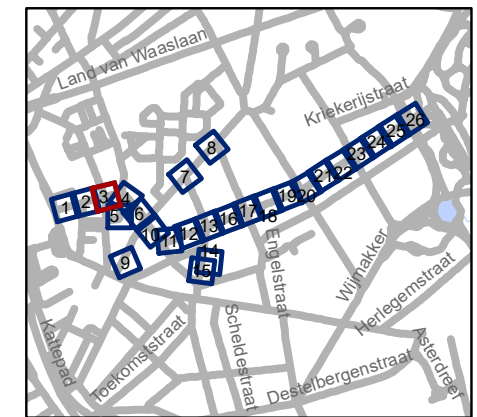 Land van Waaslaan
Kriekerijstraat
8
7
1
2
3
4
5
6
9
10
11
12
13
14
15
16
17
18
19
20
21
22
23
24
25
26
Engelstraat
Wijmakker
Herlegemstraat
Kattepad
Toekomststraat
Scheldestraat
Destelbergenstraat
Asterdreef